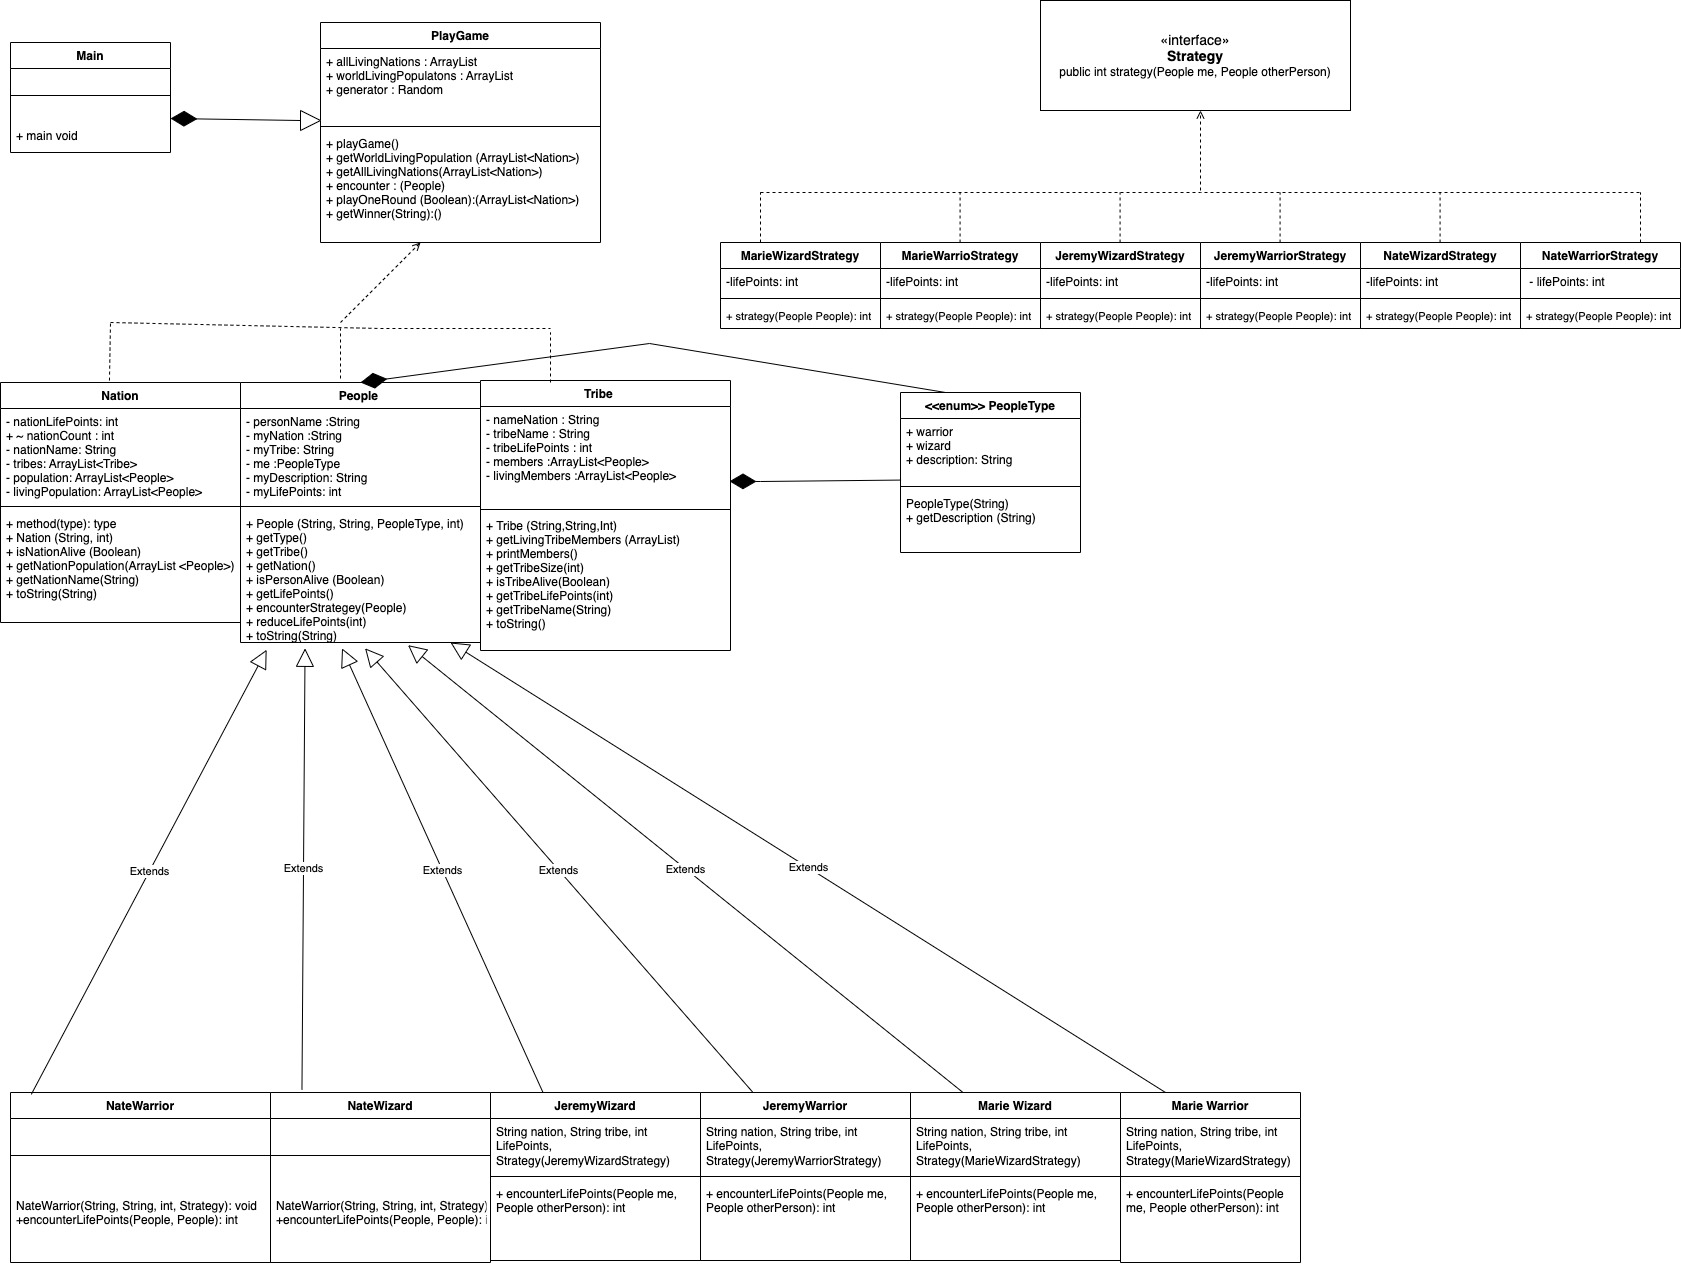 Main
+ main void
PlayGame
+ allLivingNations : ArrayList
+ worldLivingPopulatons : ArrayList
+ generator : Random
+ playGame()
+ getWorldLivingPopulation (ArrayList<Nation>)
+ getAllLivingNations(ArrayList<Nation>)
+ encounter : (People)
+ playOneRound (Boolean):(ArrayList<Nation>)
+ getWinner(String):()
«interface»
Strategy
public int strategy(People me, People otherPerson)
MarieWizardStrategy
-lifePoints: int
+ strategy(People People): int
MarieWarrioStrategy
-lifePoints: int
+ strategy(People People): int
JeremyWizardStrategy
-lifePoints: int
+ strategy(People People): int
JeremyWarriorStrategy
-lifePoints: int
+ strategy(People People): int
NateWizardStrategy
-lifePoints: int
+ strategy(People People): int
NateWarriorStrategy
- lifePoints: int
+ strategy(People People): int
Nation
- nationLifePoints: int
+ ~ nationCount : int
- nationName: String
- tribes: ArrayList<Tribe>
- population: ArrayList<People>
- livingPopulation: ArrayList<People>
+ method(type): type
+ Nation (String, int)
+ isNationAlive (Boolean)
+ getNationPopulation(ArrayList <People>)
+ getNationName(String)
+ toString(String)
People
- personName :String
- myNation :String
- myTribe: String
- me :PeopleType
- myDescription: String
- myLifePoints: int
+ People (String, String, PeopleType, int)
+ getType()
+ getTribe()
+ getNation()
+ isPersonAlive (Boolean)
+ getLifePoints()
+ encounterStrategey(People)
+ reduceLifePoints(int)
+ toString(String)
Tribe
- nameNation : String
- tribeName : String
- tribeLifePoints : int
- members :ArrayList<People>
- livingMembers :ArrayList<People>
+ Tribe (String,String,Int)
+ getLivingTribeMembers (ArrayList)
+ printMembers()
+ getTribeSize(int)
+ isTribeAlive(Boolean)
+ getTribeLifePoints(int)
+ getTribeName(String)
+ toString()
<<enum>> PeopleType
+ warrior
+ wizard
+ description: String
PeopleType(String)
+ getDescription (String)
Extends
Extends
Extends
Extends
Extends
Extends
NateWarrior
NateWarrior(String, String, int, Strategy): void
+encounterLifePoints(People, People): int
NateWizard
NateWarrior(String, String, int, Strategy)
+encounterLifePoints(People, People): i
JeremyWizard
String nation, String tribe, int
LifePoints,
Strategy(JeremyWizardStrategy)
+ encounterLifePoints(People me,
People otherPerson): int
JeremyWarrior
String nation, String tribe, int
LifePoints,
Strategy(JeremyWarriorStrategy)
+ encounterLifePoints(People me,
People otherPerson): int
Marie Wizard
String nation, String tribe, int
LifePoints,
Strategy(MarieWizardStrategy)
+ encounterLifePoints(People me,
People otherPerson): int
Marie Warrior
String nation, String tribe, int
LifePoints,
Strategy(MarieWizardStrategy)
+ encounterLifePoints(People
me, People otherPerson): int